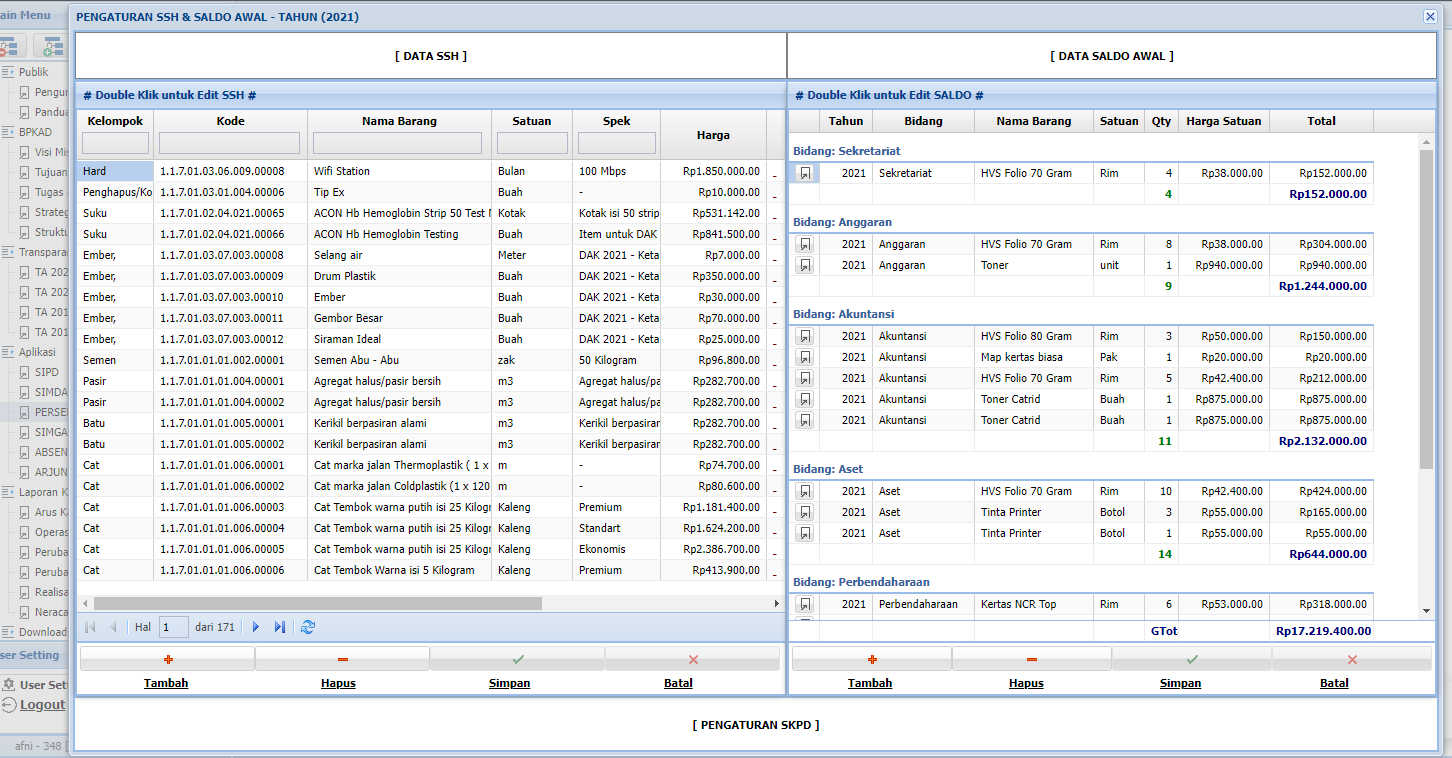 ain Menu
PENGATURAN SSH & SALDO AWAL - TAHUN (2021)
[ DATA SSH ]
[ DATA SALDO AWAL ]
Publik
Pengu
Pandua
BPKAD
Visi Mi
Tujuan
Tugas
Strateg
Struktu
Transpara
TA 202
TA 202
TA 201
TA 201
Aplikasi
SIPD
SIMDA
PERSE
SIMGA
ABSEN
ARJUN
Laporan K
Arus Ka
Operas
Peruba
Peruba
Realisa
Neraca
Download
ser Setting
User Set
Logout
afni - 348 [
# Double Klik untuk Edit SSH #
Kelompok Kode Nama Barang Satuan Spek Harga
Hard 1.1.7.01.03.06.009.00008 Wifi Station Bulan 100 Mbps Rp1.850.000.00
Penghapus/Ko 1.1.7.01.03.01.004.00006 Tip Ex Buah - Rp10.000.00
Suku 1.1.7.01.02.04.021.00065 ACON Hb Hemoglobin Strip 50 Test Kotak Kotak isi 50 strip Rp531.142.00
Suku 1.1.7.01.02.04.021.00066 ACON Hb Hemoglobin Testing Buah Item untuk DAK Rp841.500.00
Ember, 1.1.7.01.03.07.003.00008 Selang air Meter DAK 2021 - Keta Rp7.000.00
Ember, 1.1.7.01.03.07.003.00009 Drum Plastik Buah DAK 2021 - Keta Rp350.000.00
Ember, 1.1.7.01.03.07.003.00010 Ember Buah DAK 2021 - Keta Rp30.000.00
Ember, 1.1.7.01.03.07.003.00011 Gembor Besar Buah DAK 2021 - Keta Rp70.000.00
Ember, 1.1.7.01.03.07.003.00012 Siraman Ideal Buah DAK 2021 - Keta Rp25.000.00
Semen 1.1.7.01.01.01.002.00001 Semen Abu - Abu zak 50 Kilogram Rp96.800.00
Pasir 1.1.7.01.01.01.004.00001 Agregat halus/pasir bersih m3 Agregat halus/pa Rp282.700.00
Pasir 1.1.7.01.01.01.004.00002 Agregat halus/pasir bersih m3 Agregat halus/pa Rp282.700.00
Batu 1.1.7.01.01.01.005.00001 Kerikil berpasiran alami m3 Kerikil berpasiran Rp282.700.00
Batu 1.1.7.01.01.01.005.00002 Kerikil berpasiran alami m3 Kerikil berpasiran Rp282.700.00
Cat 1.1.7.01.01.01.006.00001 Cat marka jalan Thermoplastik ( 1 x m - Rp74.700.00
Cat 1.1.7.01.01.01.006.00002 Cat marka jalan Coldplastik (1 x 120 m - Rp80.600.00
Cat 1.1.7.01.01.01.006.00003 Cat Tembok warna putih isi 25 Kilogr Kaleng Premium Rp1.181.400.00
Cat 1.1.7.01.01.01.006.00004 Cat Tembok warna putih isi 25 Kilogr Kaleng Standart Rp1.624.200.00
Cat 1.1.7.01.01.01.006.00005 Cat Tembok warna putih isi 25 Kilogr Kaleng Ekonomis Rp2.386.700.00
Cat 1.1.7.01.01.01.006.00006 Cat Tembok Warna isi 5 Kilogram Kaleng Premium Rp413.900.00
Hal 1 dari 171
Tambah Hapus Simpan Batal
# Double Klik untuk Edit SALDO #
Tahun Bidang Nama Barang Satuan Qty Harga Satuan Total
Bidang: Sekretariat
2021 Sekretariat HVS Folio 70 Gram Rim 4 Rp38.000.00 Rp152.000.00
4 Rp152.000.00
Bidang: Anggaran
2021 Anggaran HVS Folio 70 Gram Rim 8 Rp38.000.00 Rp304.000.00
2021 Anggaran Toner unit 1 Rp940.000.00 Rp940.000.00
9 Rp1.244.000.00
Bidang: Akuntansi
2021 Akuntansi HVS Folio 80 Gram Rim 3 Rp50.000.00 Rp150.000.00
2021 Akuntansi Map kertas biasa Pak 1 Rp20.000.00 Rp20.000.00
2021 Akuntansi HVS Folio 70 Gram Rim 5 Rp42.400.00 Rp212.000.00
2021 Akuntansi Toner Catrid Buah 1 Rp875.000.00 Rp875.000.00
2021 Akuntansi Toner Catrid Buah 1 Rp875.000.00 Rp875.000.00
11 Rp2.132.000.00
Bidang: Aset
2021 Aset HVS Folio 70 Gram Rim 10 Rp42.400.00 Rp424.000.00
2021 Aset Tinta Printer Botol 3 Rp55.000.00 Rp165.000.00
2021 Aset Tinta Printer Botol 1 Rp55.000.00 Rp55.000.00
14 Rp644.000.00
Bidang: Perbendaharaan
2021 Perbendaharaan Kertas NCR Top Rim 6 Rp53.000.00 Rp318.000.00
GTot Rp17.219.400.00
Tambah Hapus Simpan Batal
[ PENGATURAN SKPD ]